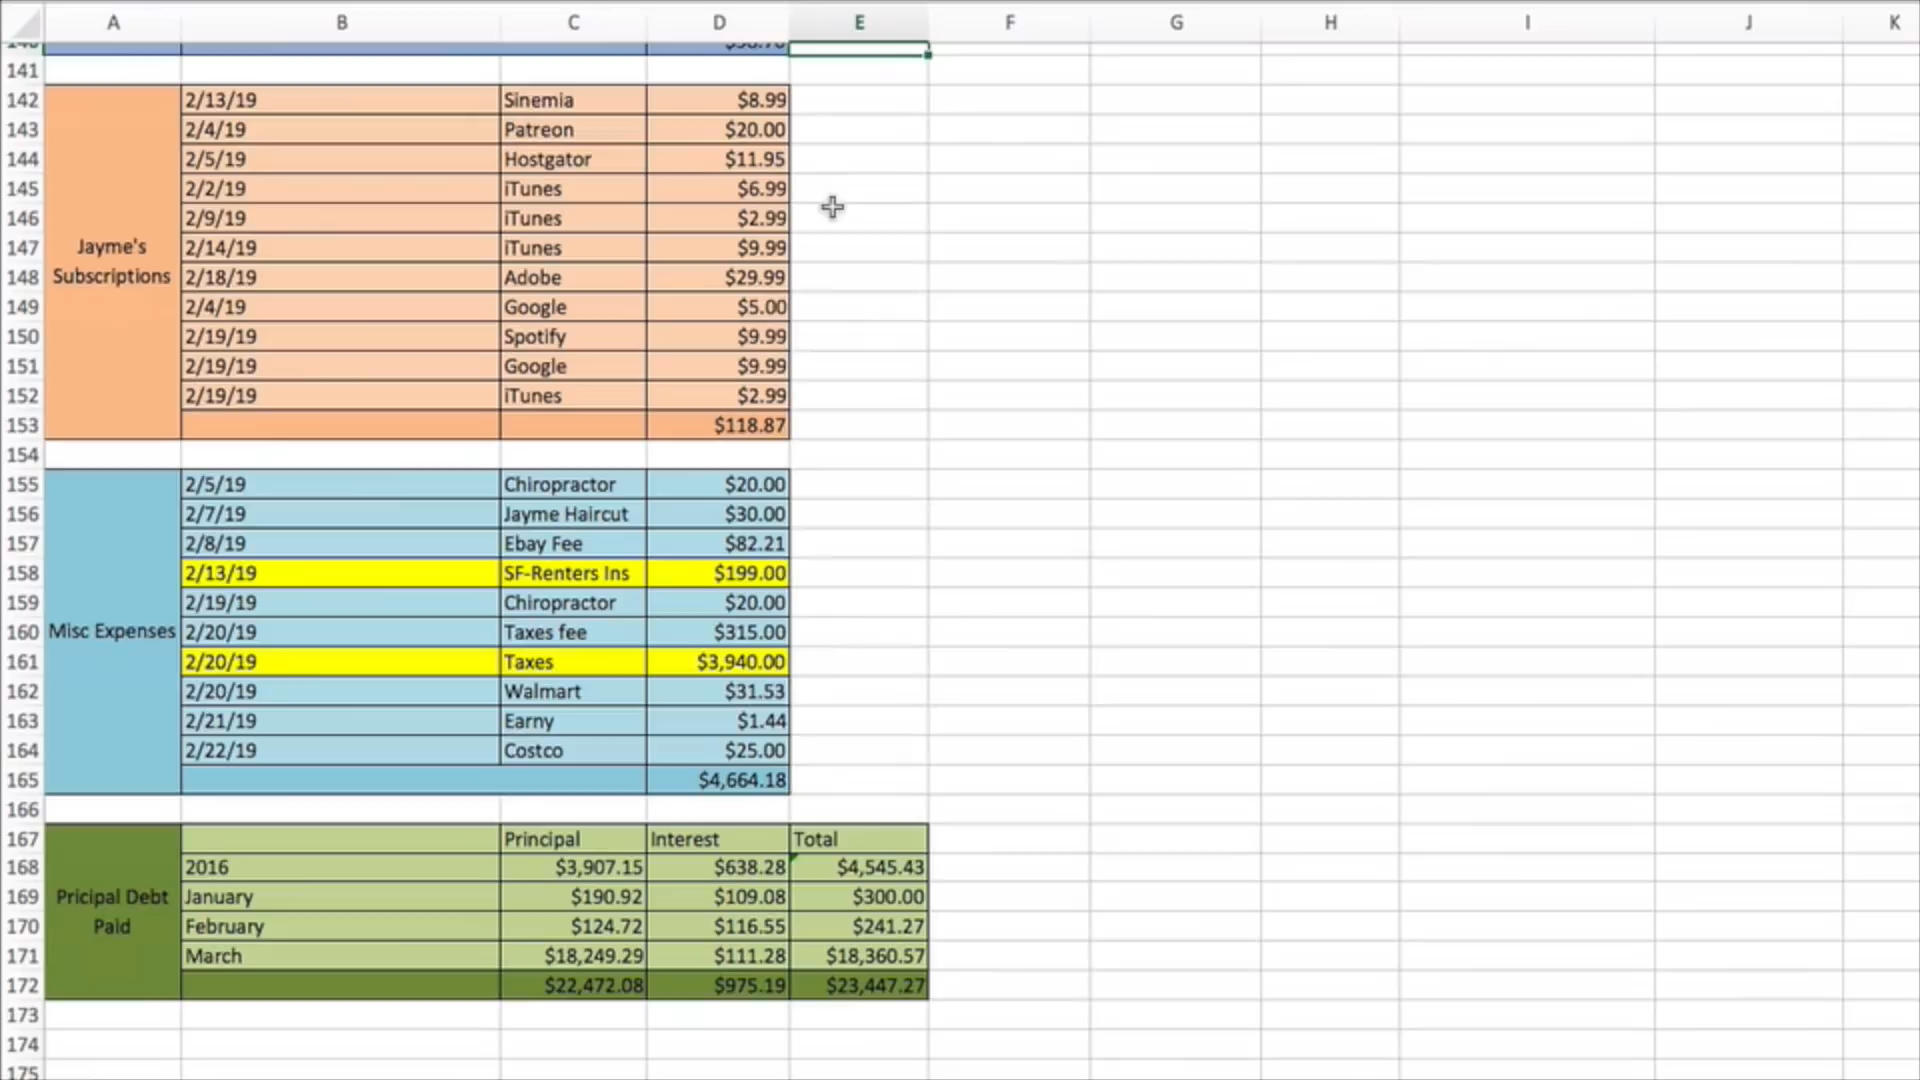 A B C D E F G H I J K
140 $98.70
141
142 2/13/19 Sinemia $8.99
143 2/4/19 Patreon $20.00
144 2/5/19 Hostgator $11.95
145 2/2/19 iTunes $6.99
146 2/9/19 iTunes $2.99
147 Jayme's 2/14/19 iTunes $9.99
148 Subscriptions 2/18/19 Adobe $29.99
149 2/4/19 Google $5.00
150 2/19/19 Spotify $9.99
151 2/19/19 Google $9.99
152 2/19/19 iTunes $2.99
153 $118.87
154
155 2/5/19 Chiropractor $20.00
156 2/7/19 Jayme Haircut $30.00
157 2/8/19 Ebay Fee $82.21
158 2/13/19 SF-Renters Ins $199.00
159 2/19/19 Chiropractor $20.00
160 Misc Expenses 2/20/19 Taxes fee $315.00
161 2/20/19 Taxes $3,940.00
162 2/20/19 Walmart $31.53
163 2/21/19 Earny $1.44
164 2/22/19 Costco $25.00
165 $4,664.18
166
167 Principal Interest Total
168 2016 $3,907.15 $638.28 $4,545.43
169 Pricipal Debt January $190.92 $109.08 $300.00
170 Paid February $124.72 $116.55 $241.27
171 March $18,249.29 $111.28 $18,360.57
172 $22,472.08 $975.19 $23,447.27
173
174
175